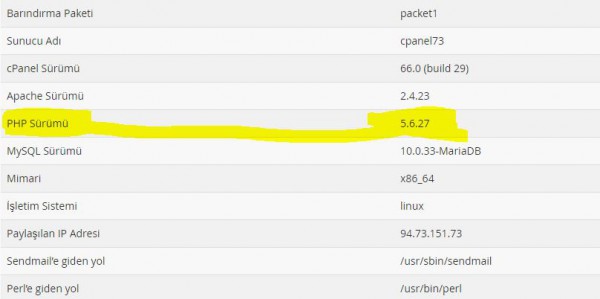 Barındırma Paketi packet1
Sunucu Adı cpanel73
cPanel Sürümü 66.0 (build 29)
Apache Sürümü 2.4.23
PHP Sürümü 5.6.27
MySQL Sürümü 10.0.33-MariaDB
Mimari x86_64
İşletim Sistemi linux
Paylaşılan IP Adresi 94.73.151.73
Sendmail'e giden yol /usr/sbin/sendmail
Perl'e giden yol /usr/bin/perl